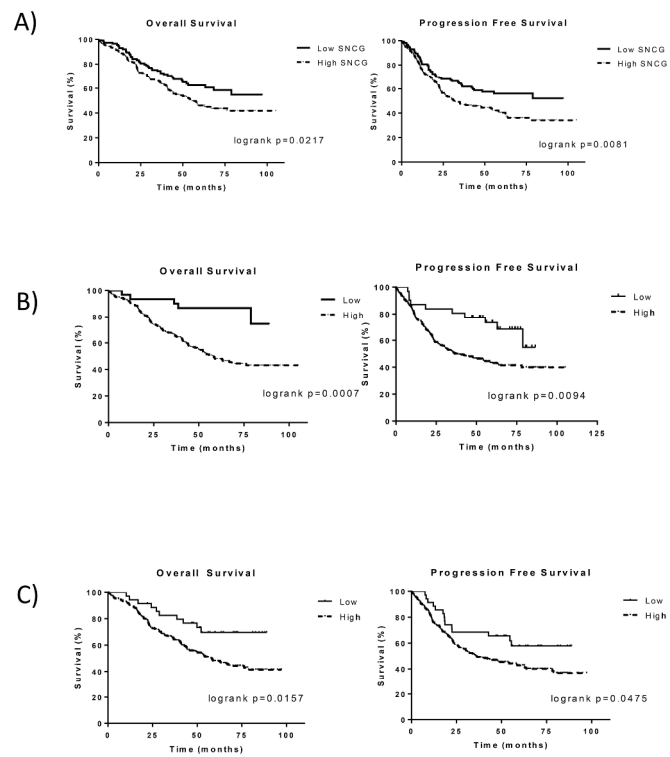 A)
Overall Survival
Survival (%)
100
80
60
40
20
0
0 25 50 75 100
Time (months)
Low SNCG
High SNCG
logrank p=0.0217
Progression Free Survival
Survival (%)
100
80
60
40
20
0
0 25 50 75 100
Time (months)
Low SNCG
High SNCG
logrank p=0.0081
B)
Overall Survival
Survival (%)
100
80
60
40
20
0
0 25 50 75 100
Time (months)
Low
High
logrank p=0.0007
Progression Free Survival
Survival (%)
100
80
60
40
20
0
0 25 50 75 100 125
Time (months)
Low
High
logrank p=0.0094
C)
Overall Survival
Survival (%)
100
80
60
40
20
0
0 25 50 75 100
Time (months)
Low
High
logrank p=0.0157
Progression Free Survival
Survival (%)
100
80
60
40
20
0
0 25 50 75 100
Time (months)
Low
High
logrank p=0.0475